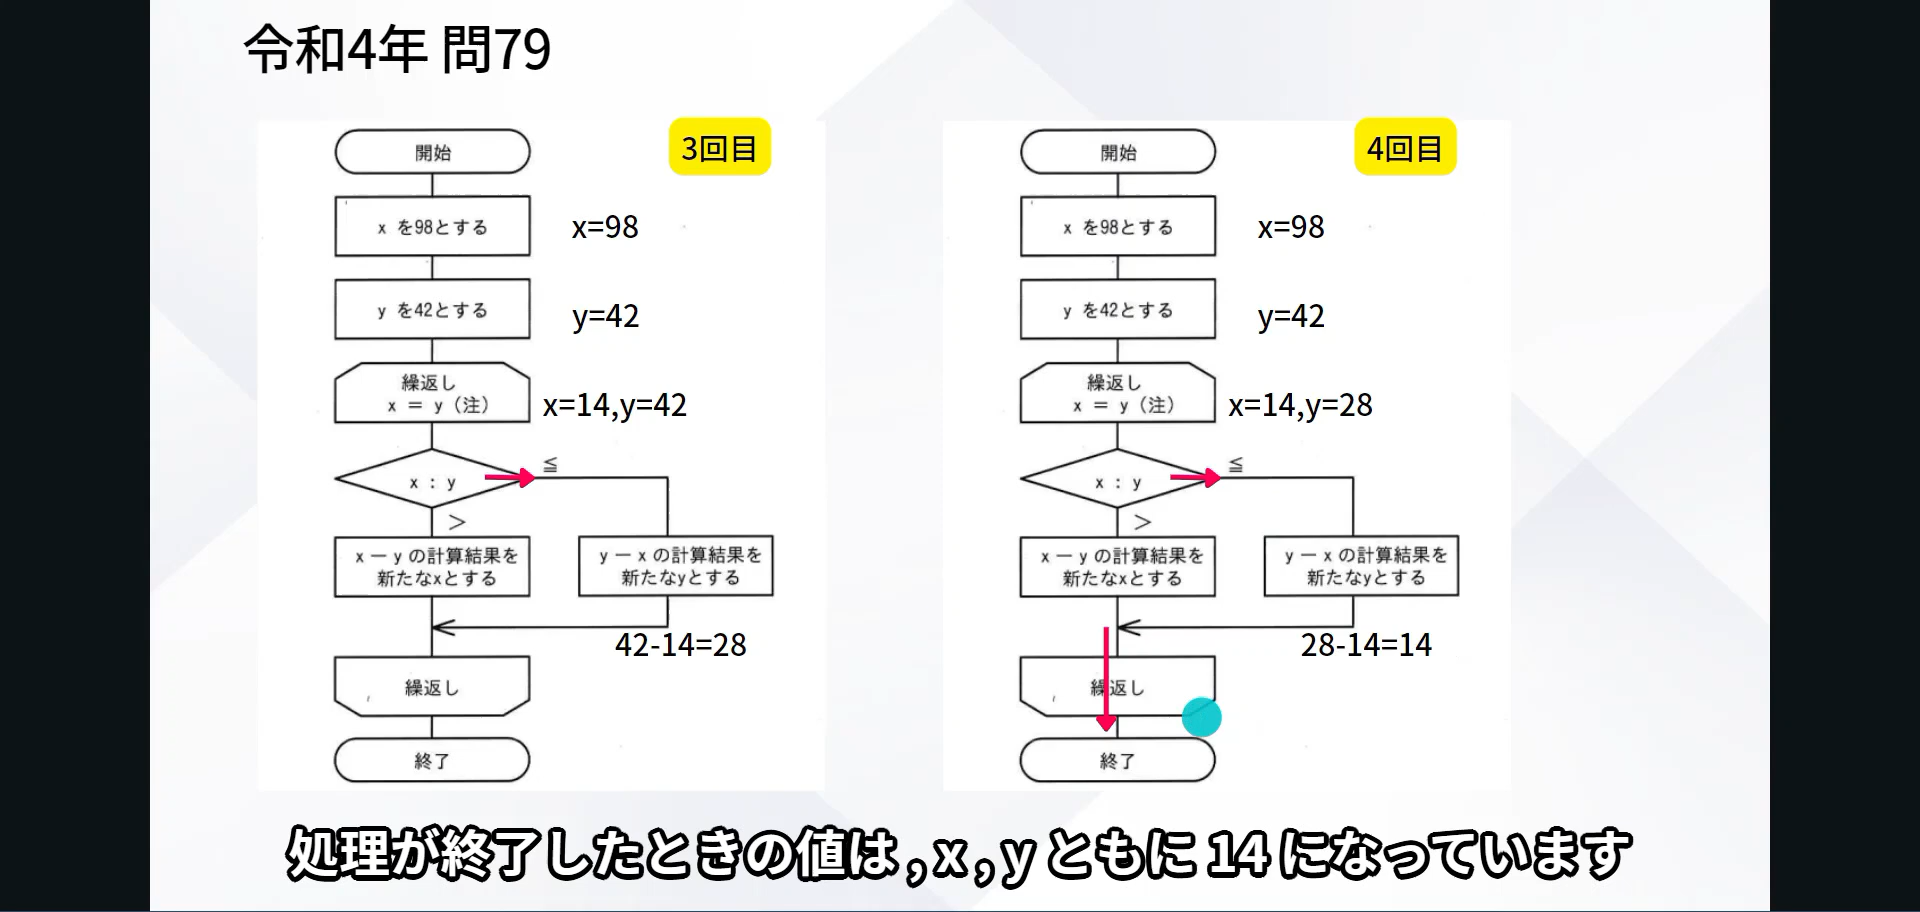 令和4年 問79
3回目
開始
x を98とする
x=98
y を42とする
y=42
繰返し
x = y（注）
x=14,y=42
≦
x : y
＞
x － y の計算結果を
新たなxとする
y － x の計算結果を
新たなyとする
42-14=28
繰返し
終了
4回目
開始
x を98とする
x=98
y を42とする
y=42
繰返し
x = y（注）
x=14,y=28
≦
x : y
＞
x － y の計算結果を
新たなxとする
y － x の計算結果を
新たなyとする
28-14=14
繰返し
終了
処理が終了したときの値は , x , y ともに 14 になっています